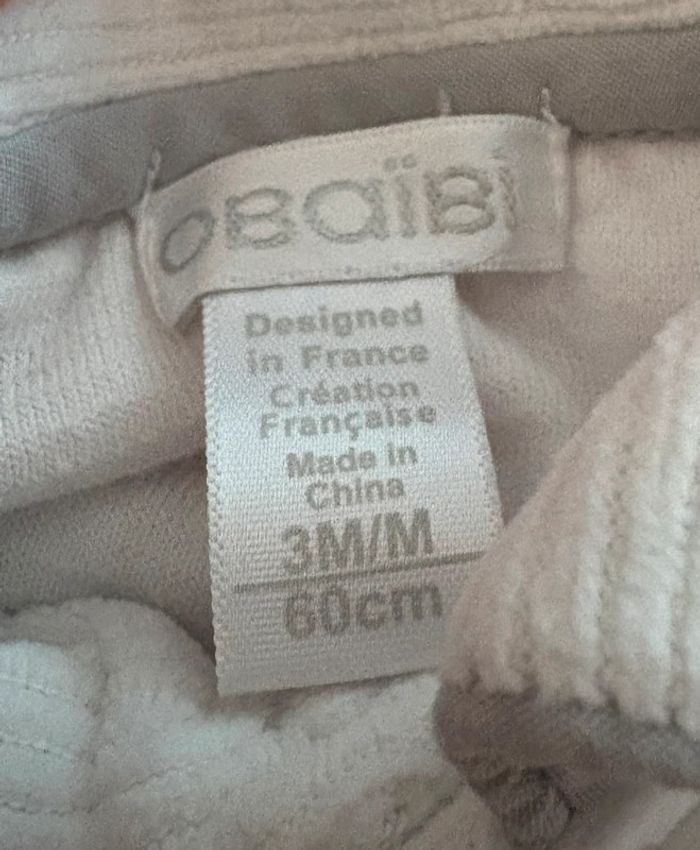 OBaïBi
Designed
in France
Création
Française
Made in
China
3M/M
60cm